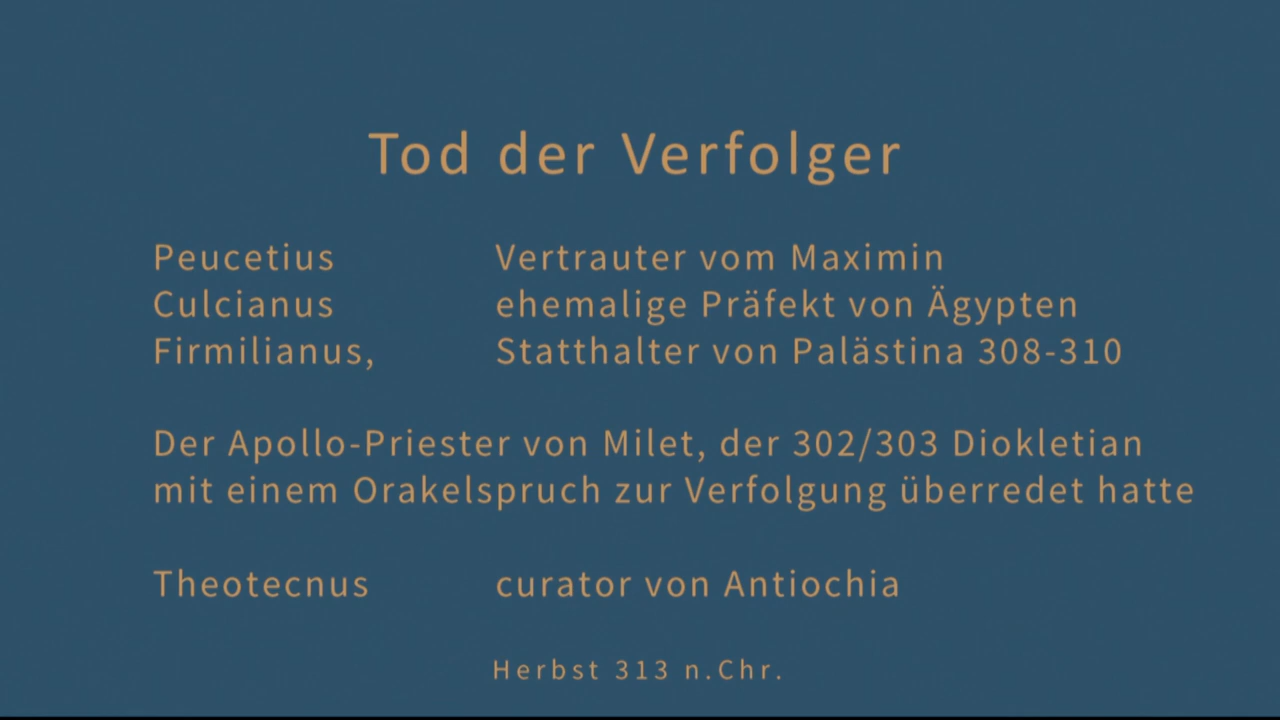 Tod der Verfolger
Peucetius Vertrauter vom Maximin
Culcianus ehemalige Präfekt von Ägypten
Firmilianus, Statthalter von Palästina 308-310
Der Apollo-Priester von Milet, der 302/303 Diokletian
mit einem Orakelspruch zur Verfolgung überredet hatte
Theotecnus curator von Antiochia
Herbst 313 n.Chr.